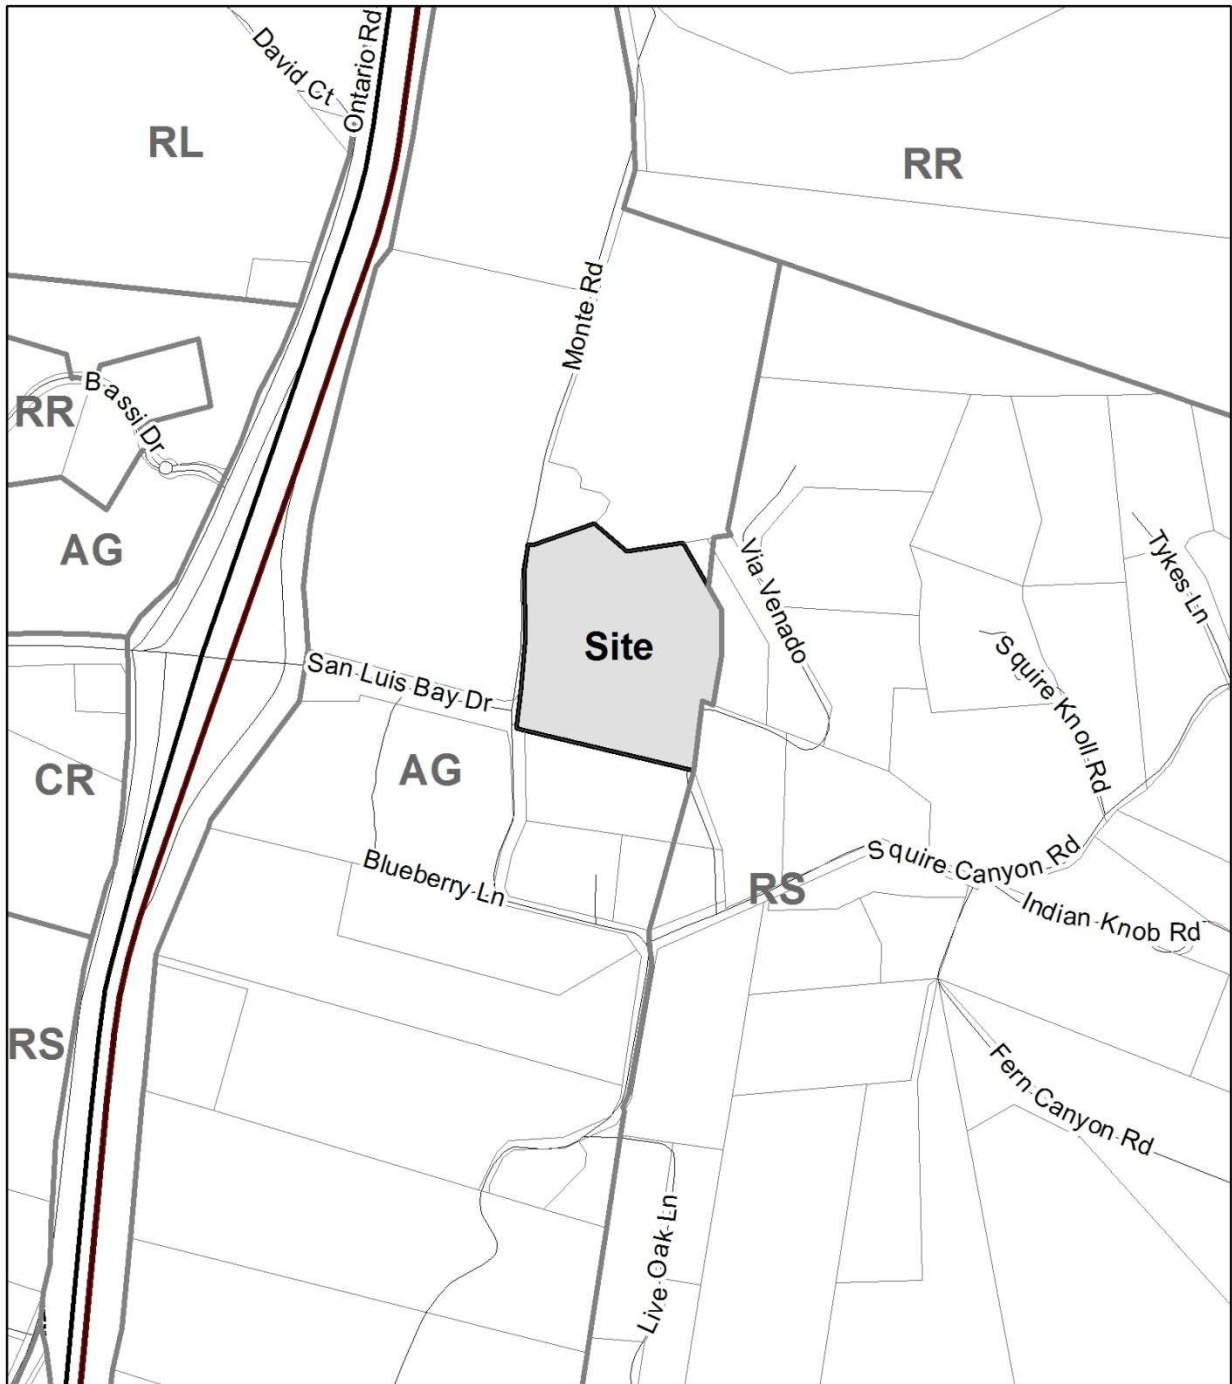 David Ct
Ontario Rd
RL
RR
Monte Rd
Bassi Dr
RR
AG
Via Venado
Tykes Ln
Site
Squire Knoll Rd
San Luis Bay Dr
CR
AG
Squire Canyon Rd
Blueberry Ln
RS
Indian Knob Rd
RS
Fern Canyon Rd
Live Oak Ln